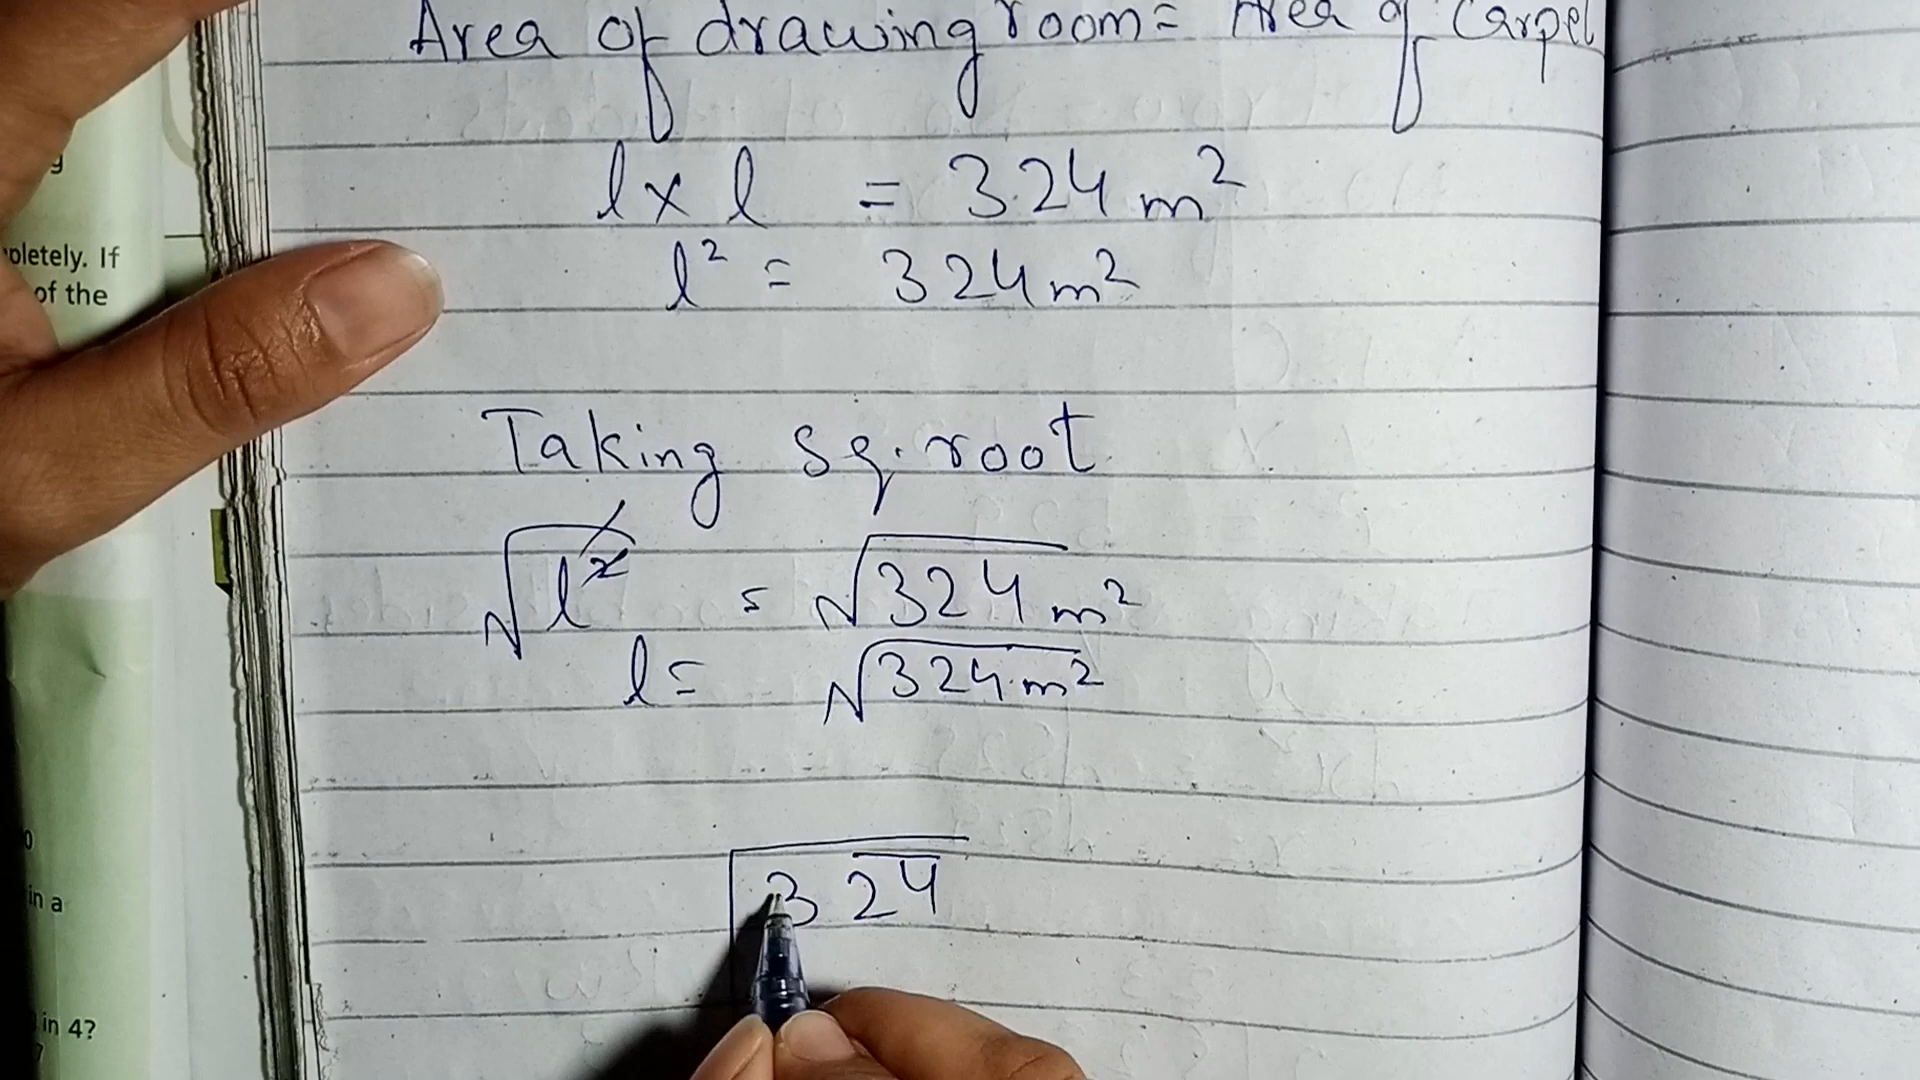 Area of drawing room = Area of Carpet
l × l = 324 m²
l² = 324 m²
Taking Sq. root
√l² = √324 m²
l = √324 m²
324
pletely. If
of the
in a
in 4?